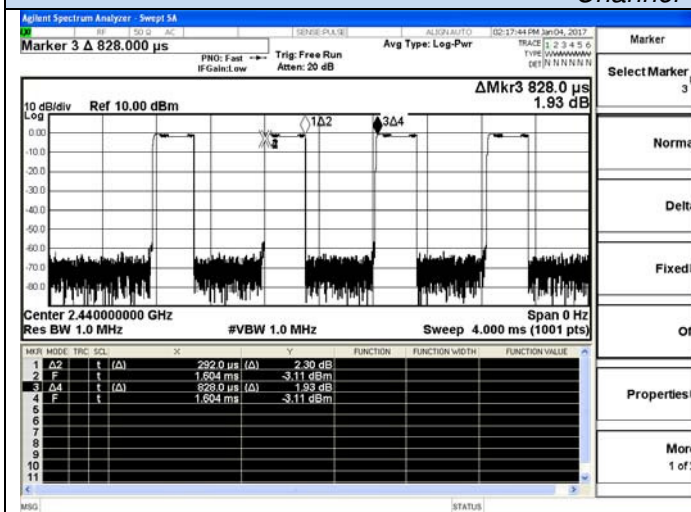 Channel
Agilent Spectrum Analyzer - Swept SA
RF 50 Ω AC SENSE:PULSE ALIGN AUTO 02:17:44 PM Jan 04, 2017
Marker 3 Δ 828.000 µs
PNO: Fast
IFGain:Low
Trig: Free Run
Atten: 20 dB
Avg Type: Log-Pwr
TRACE 1 2 3 4 5 6
TYPE
DET N N N N N N
ΔMkr3 828.0 µs
1.93 dB
10 dB/div Ref 10.00 dBm
Log
1Δ2
3Δ4
0.00
-10.0
-20.0
-30.0
-40.0
-50.0
-60.0
-70.0
-80.0
Center 2.440000000 GHz
Span 0 Hz
Res BW 1.0 MHz #VBW 1.0 MHz Sweep 4.000 ms (1001 pts)
MKR MODE TRC SCL X Y FUNCTION FUNCTION WIDTH FUNCTION VALUE
1 Δ2 t (Δ) 292.0 µs (Δ) 2.30 dB
2 F t 1.604 ms -3.11 dBm
3 Δ4 t (Δ) 828.0 µs (Δ) 1.93 dB
4 F t 1.604 ms -3.11 dBm
5
6
7
8
9
10
11
MSG STATUS
Marker
Select Marker
3
Norma
Delta
Fixed
Of
Properties
More
1 of